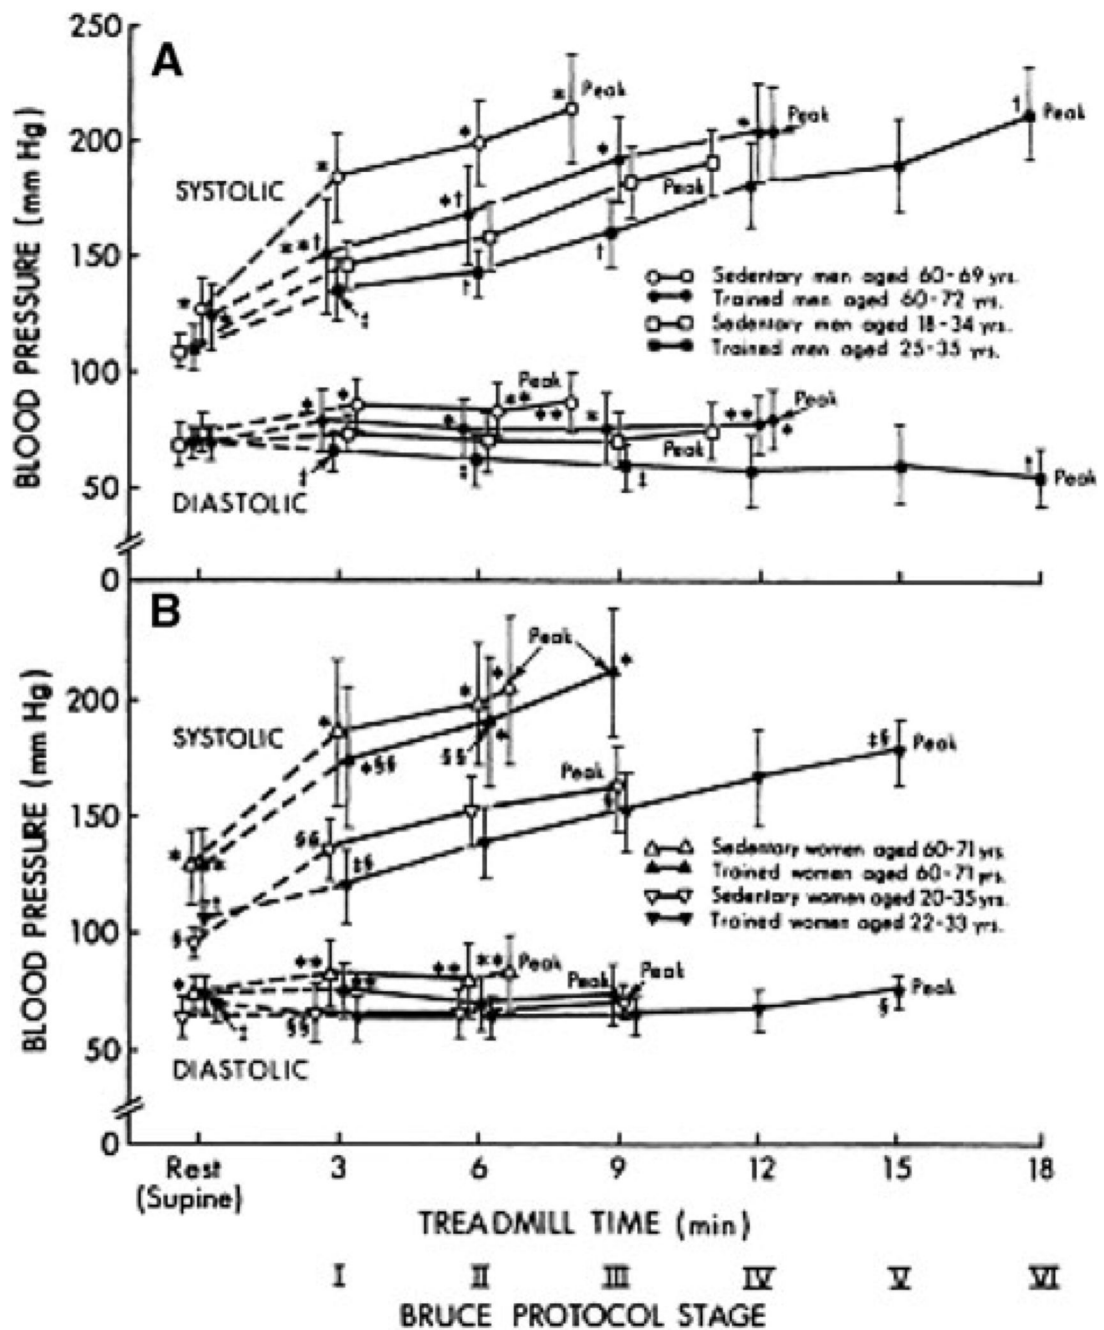 A
250
200
150
100
50
0
BLOOD PRESSURE (mm Hg)
SYSTOLIC
DIASTOLIC
Peak
Peak
Peak
Peak
Sedentary men aged 60-69 yrs.
Trained men aged 60-72 yrs.
Sedentary men aged 18-34 yrs.
Trained men aged 25-35 yrs.
Peak
Peak
Peak
Peak
B
200
150
100
50
0
BLOOD PRESSURE (mm Hg)
SYSTOLIC
DIASTOLIC
Peak
Peak
Peak
Sedentary women aged 60-71 yrs.
Trained women aged 60-71 yrs.
Sedentary women aged 20-35 yrs.
Trained women aged 22-33 yrs.
Peak
Peak
Peak
Peak
Rest 3 6 9 12 15 18
(Supine)
TREADMILL TIME (min)
I II III IV V VI
BRUCE PROTOCOL STAGE